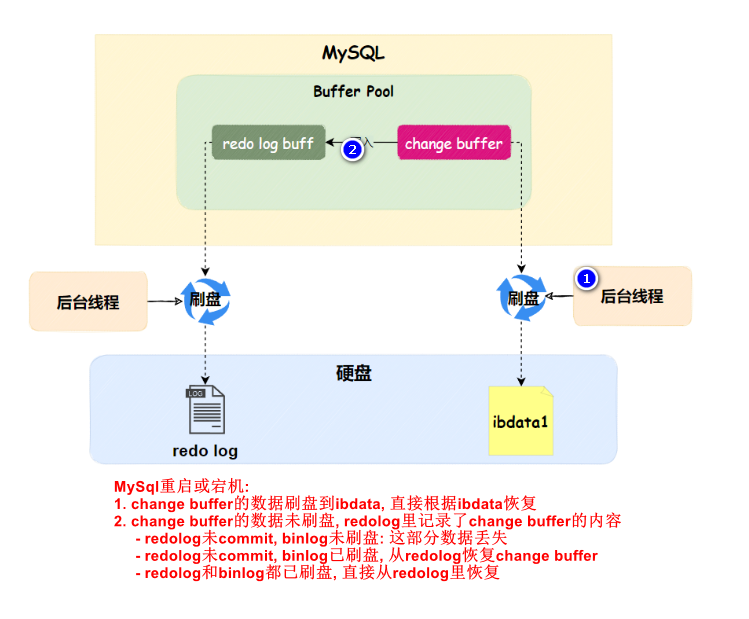 MySQL
Buffer Pool
redo log buff
2
入
change buffer
1
后台线程
刷盘
刷盘
后台线程
硬盘
LOG
redo log
ibdata1
MySql重启或宕机:
1. change buffer的数据刷盘到ibdata, 直接根据ibdata恢复
2. change buffer的数据未刷盘, redolog里记录了change buffer的内容
- redolog未commit, binlog未刷盘: 这部分数据丢失
- redolog未commit, binlog已刷盘, 从redolog恢复change buffer
- redolog和binlog都已刷盘, 直接从redolog里恢复